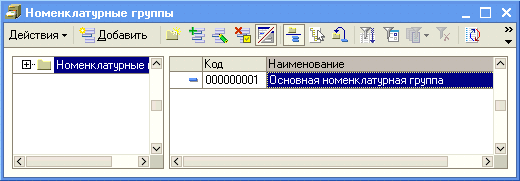 Номенклатурные группы
Действия Добавить
Номенклатурные
Код Наименование
000000001 Основная номенклатурная группа